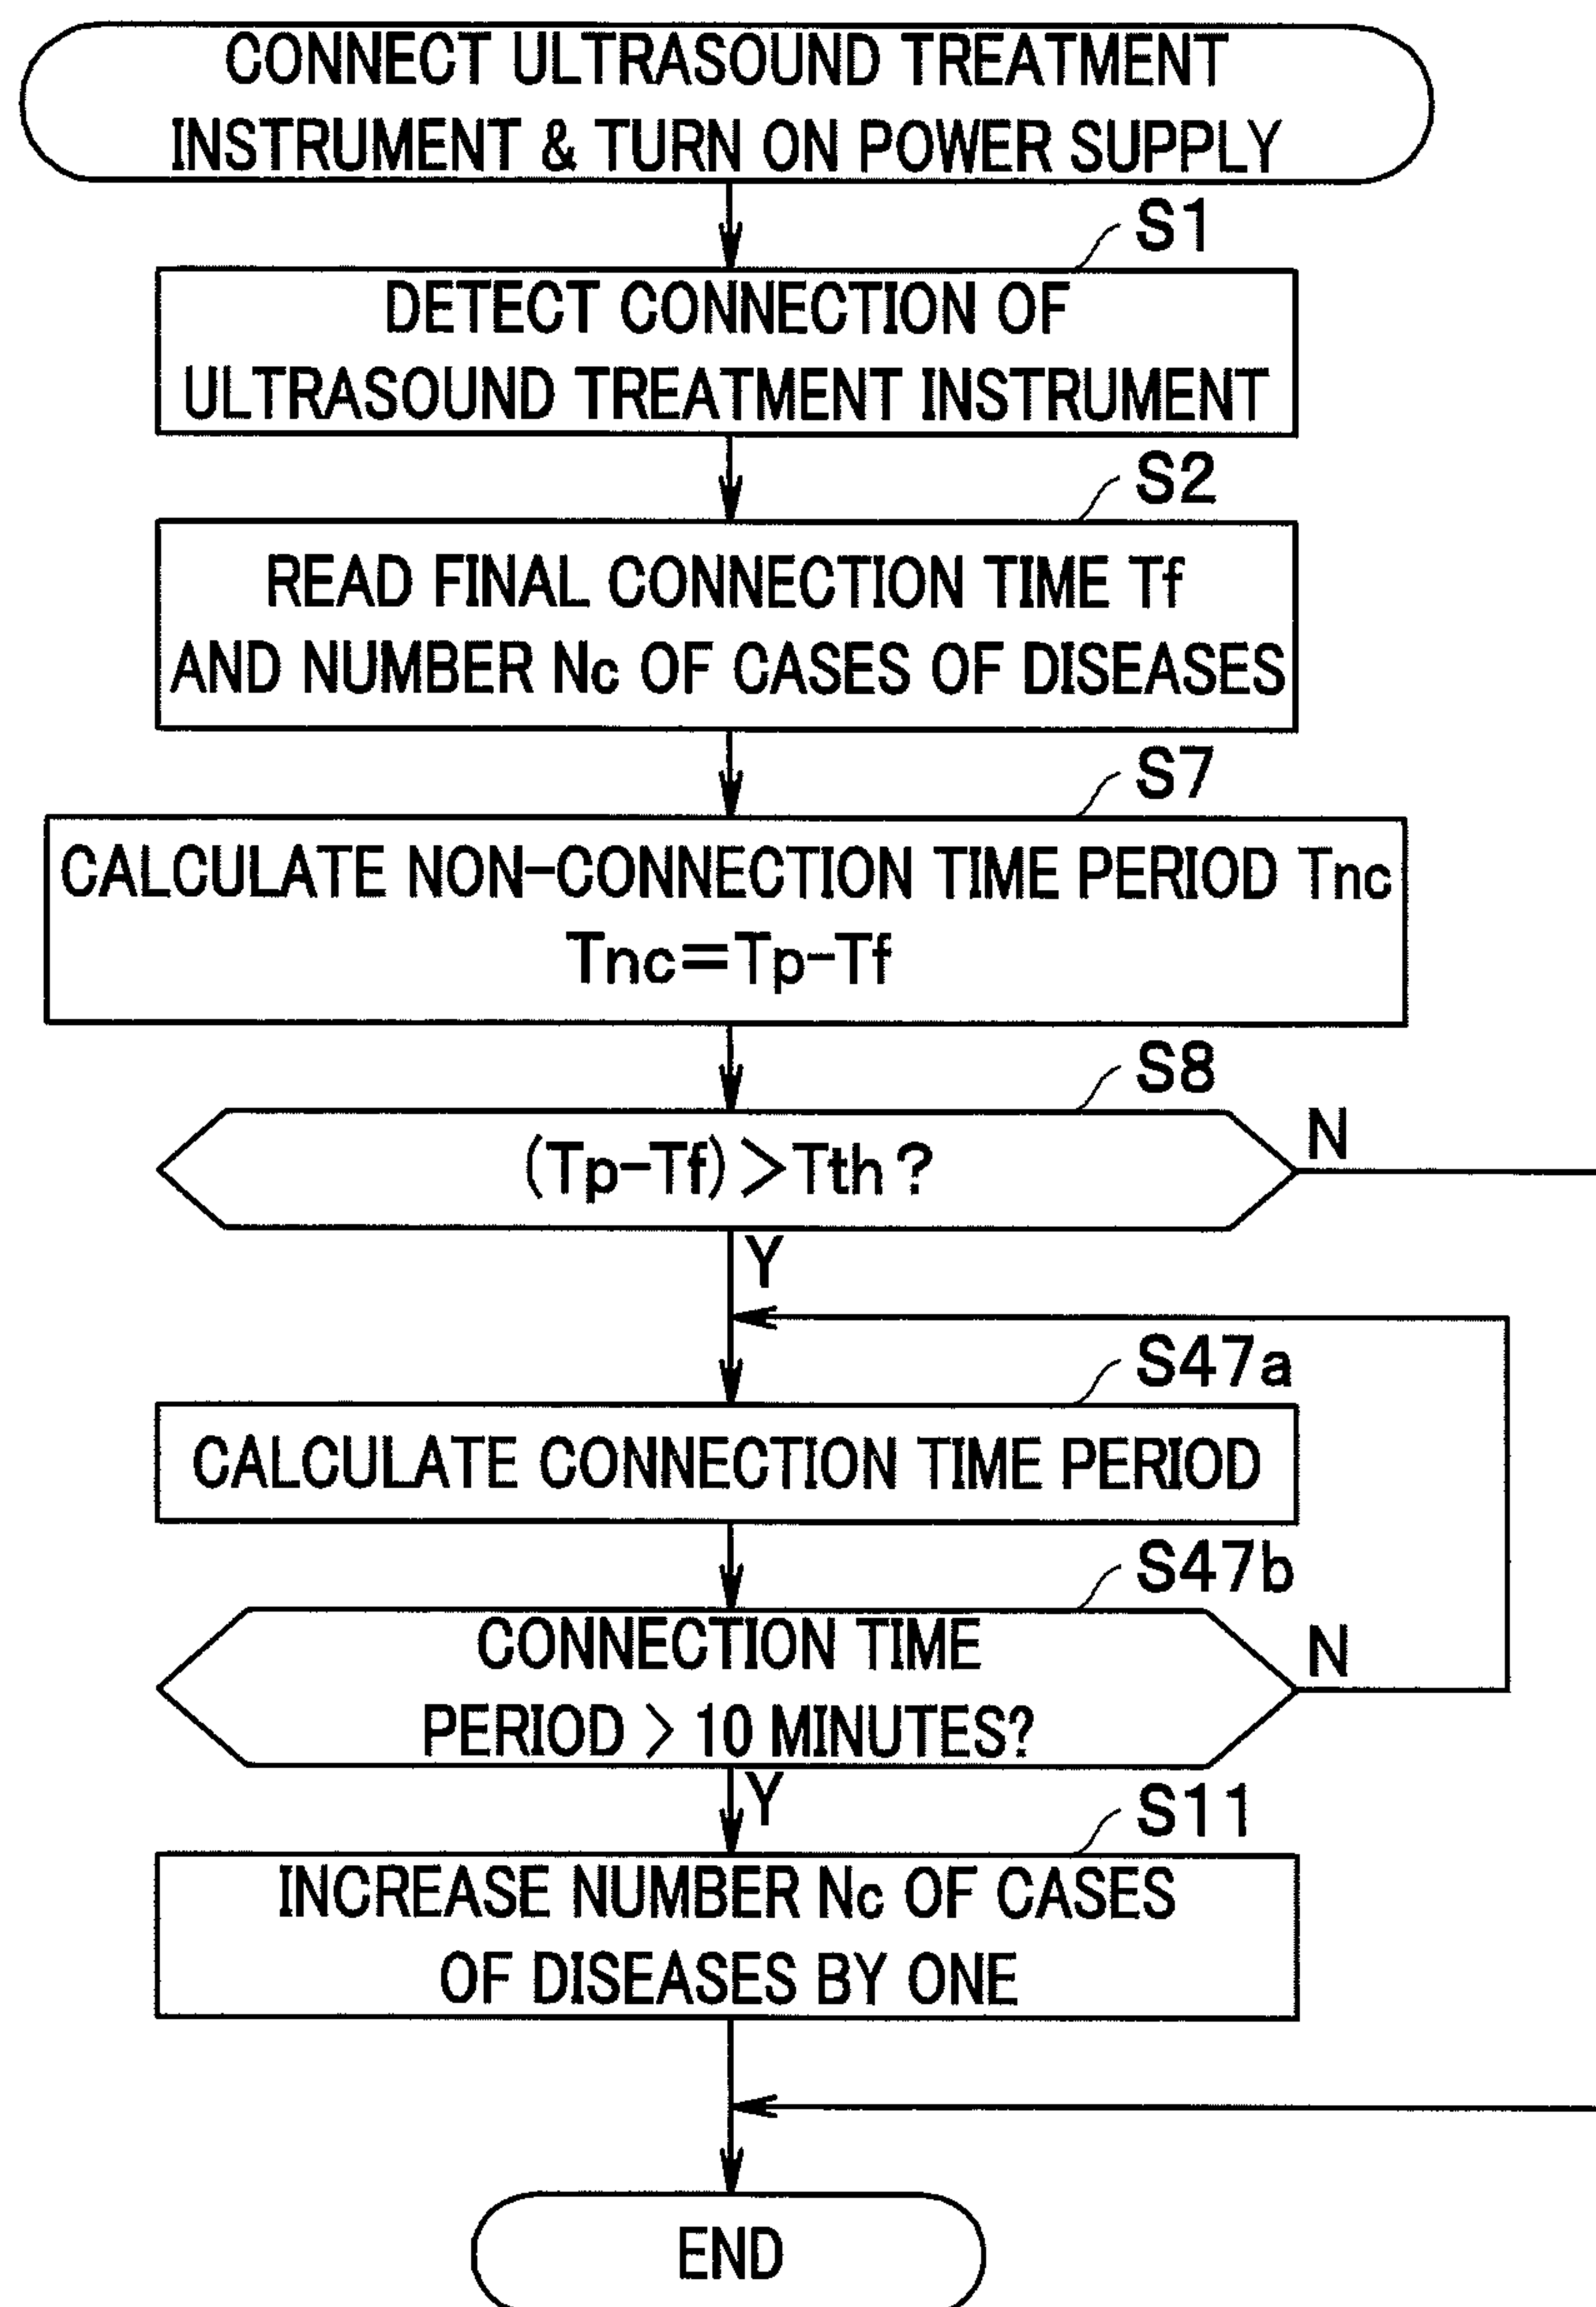 CONNECT ULTRASOUND TREATMENT
INSTRUMENT & TURN ON POWER SUPPLY
S1
DETECT CONNECTION OF
ULTRASOUND TREATMENT INSTRUMENT
S2
READ FINAL CONNECTION TIME Tf
AND NUMBER Nc OF CASES OF DISEASES
S7
CALCULATE NON-CONNECTION TIME PERIOD Tnc
Tnc=Tp-Tf
S8
(Tp-Tf)>Tth?
N
Y
S47a
CALCULATE CONNECTION TIME PERIOD
S47b
CONNECTION TIME
PERIOD > 10 MINUTES?
N
Y
S11
INCREASE NUMBER Nc OF CASES
OF DISEASES BY ONE
END